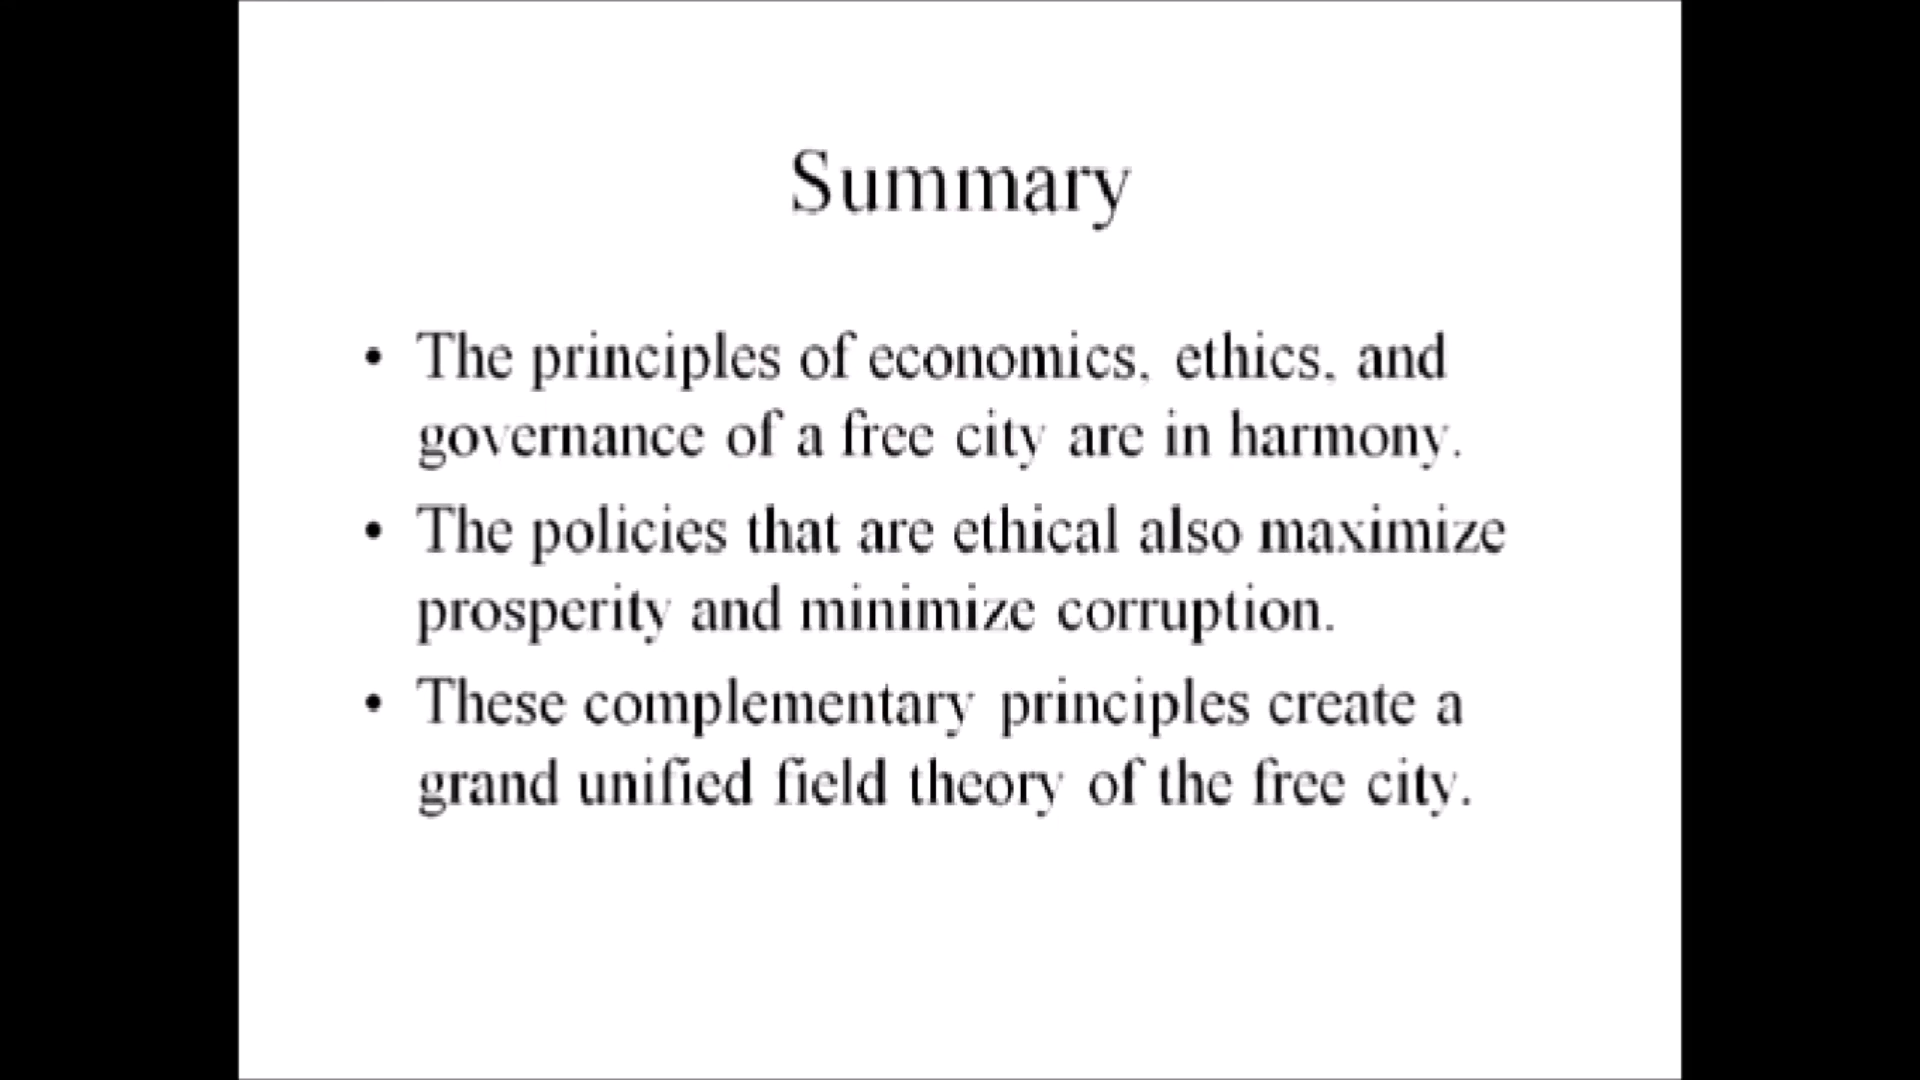 Summary
• The principles of economics, ethics, and
governance of a free city are in harmony.
• The policies that are ethical also maximize
prosperity and minimize corruption.
• These complementary principles create a
grand unified field theory of the free city.